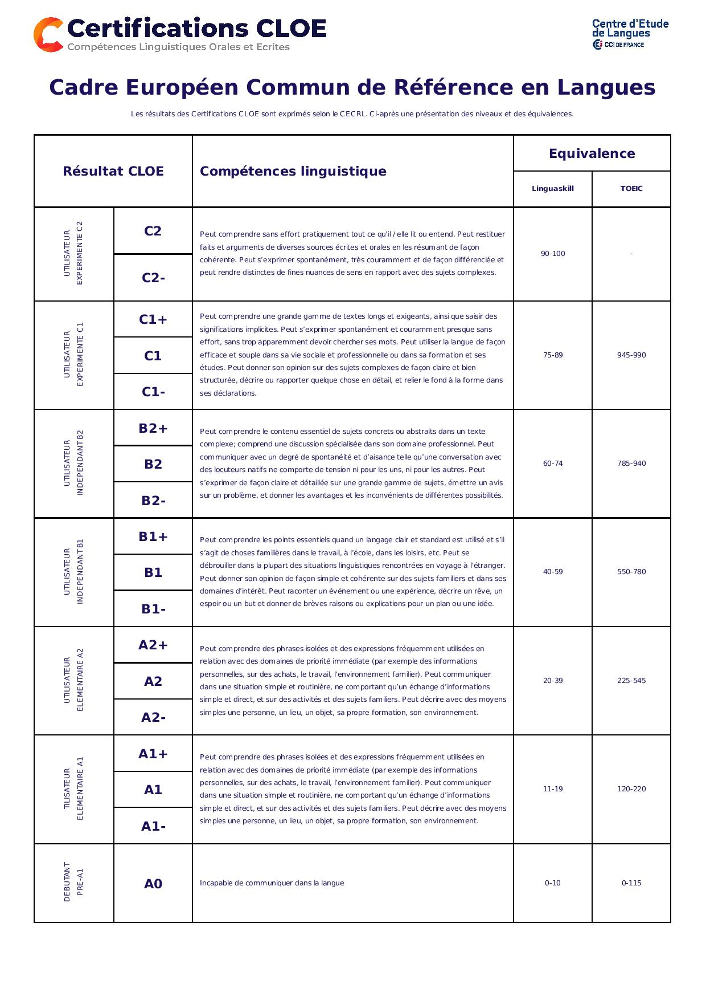 Certifications CLOE
Compétences Linguistiques Orales et Ecrites
Centre d’Etude
de Langues
CCI DE FRANCE
Cadre Européen Commun de Référence en Langues
Les résultats des Certifications CLOE sont exprimés selon le CECRL. Ci-après une présentation des niveaux et des équivalences.
Résultat CLOE
Compétences linguistique
Equivalence
Linguaskill
TOEIC
UTILISATEUR
EXPERIMENTE C2
C2
C2-
Peut comprendre sans effort pratiquement tout ce qu’il / elle lit ou entend. Peut restituer
faits et arguments de diverses sources écrites et orales en les résumant de façon
cohérente. Peut s’exprimer spontanément, très couramment et de façon différenciée et
peut rendre distinctes de fines nuances de sens en rapport avec des sujets complexes.
90-100
-
UTILISATEUR
EXPERIMENTE C1
C1+
C1
C1-
Peut comprendre une grande gamme de textes longs et exigeants, ainsi que saisir des
significations implicites. Peut s’exprimer spontanément et couramment presque sans
effort, sans trop apparemment devoir chercher ses mots. Peut utiliser la langue de façon
efficace et souple dans sa vie sociale et professionnelle ou dans sa formation et ses
études. Peut donner son opinion sur des sujets complexes de façon claire et bien
structurée, décrire ou rapporter quelque chose en détail, et relier le fond à la forme dans
ses déclarations.
75-89
945-990
UTILISATEUR
INDEPENDANT B2
B2+
B2
B2-
Peut comprendre le contenu essentiel de sujets concrets ou abstraits dans un texte
complexe; comprend une discussion spécialisée dans son domaine professionnel. Peut
communiquer avec un degré de spontanéité et d’aisance telle qu’une conversation avec
des locuteurs natifs ne comporte de tension ni pour les uns, ni pour les autres. Peut
s’exprimer de façon claire et détaillée sur une grande gamme de sujets, émettre un avis
sur un problème, et donner les avantages et les inconvénients de différentes possibilités.
60-74
785-940
UTILISATEUR
INDEPENDANT B1
B1+
B1
B1-
Peut comprendre les points essentiels quand un langage clair et standard est utilisé et s’il
s’agit de choses familières dans le travail, à l’école, dans les loisirs, etc. Peut se
débrouiller dans la plupart des situations linguistiques rencontrées en voyage à l’étranger.
Peut donner son opinion de façon simple et cohérente sur des sujets familiers et dans ses
domaines d’intérêt. Peut raconter un événement ou une expérience, décrire un rêve, un
espoir ou un but et donner de brèves raisons ou explications pour un plan ou une idée.
40-59
550-780
UTILISATEUR
ELEMENTAIRE A2
A2+
A2
A2-
Peut comprendre des phrases isolées et des expressions fréquemment utilisées en
relation avec des domaines de priorité immédiate (par exemple des informations
personnelles, sur des achats, le travail, l’environnement familier). Peut communiquer
dans une situation simple et routinière, ne comportant qu’un échange d’informations
simple et direct, et sur des activités et des sujets familiers. Peut décrire avec des moyens
simples une personne, un lieu, un objet, sa propre formation, son environnement.
20-39
225-545
TILISATEUR
ELEMENTAIRE A1
A1+
A1
A1-
Peut comprendre des phrases isolées et des expressions fréquemment utilisées en
relation avec des domaines de priorité immédiate (par exemple des informations
personnelles, sur des achats, le travail, l’environnement familier). Peut communiquer
dans une situation simple et routinière, ne comportant qu’un échange d’informations
simple et direct, et sur des activités et des sujets familiers. Peut décrire avec des moyens
simples une personne, un lieu, un objet, sa propre formation, son environnement.
11-19
120-220
DEBUTANT
PRE-A1
A0
Incapable de communiquer dans la langue
0-10
0-115